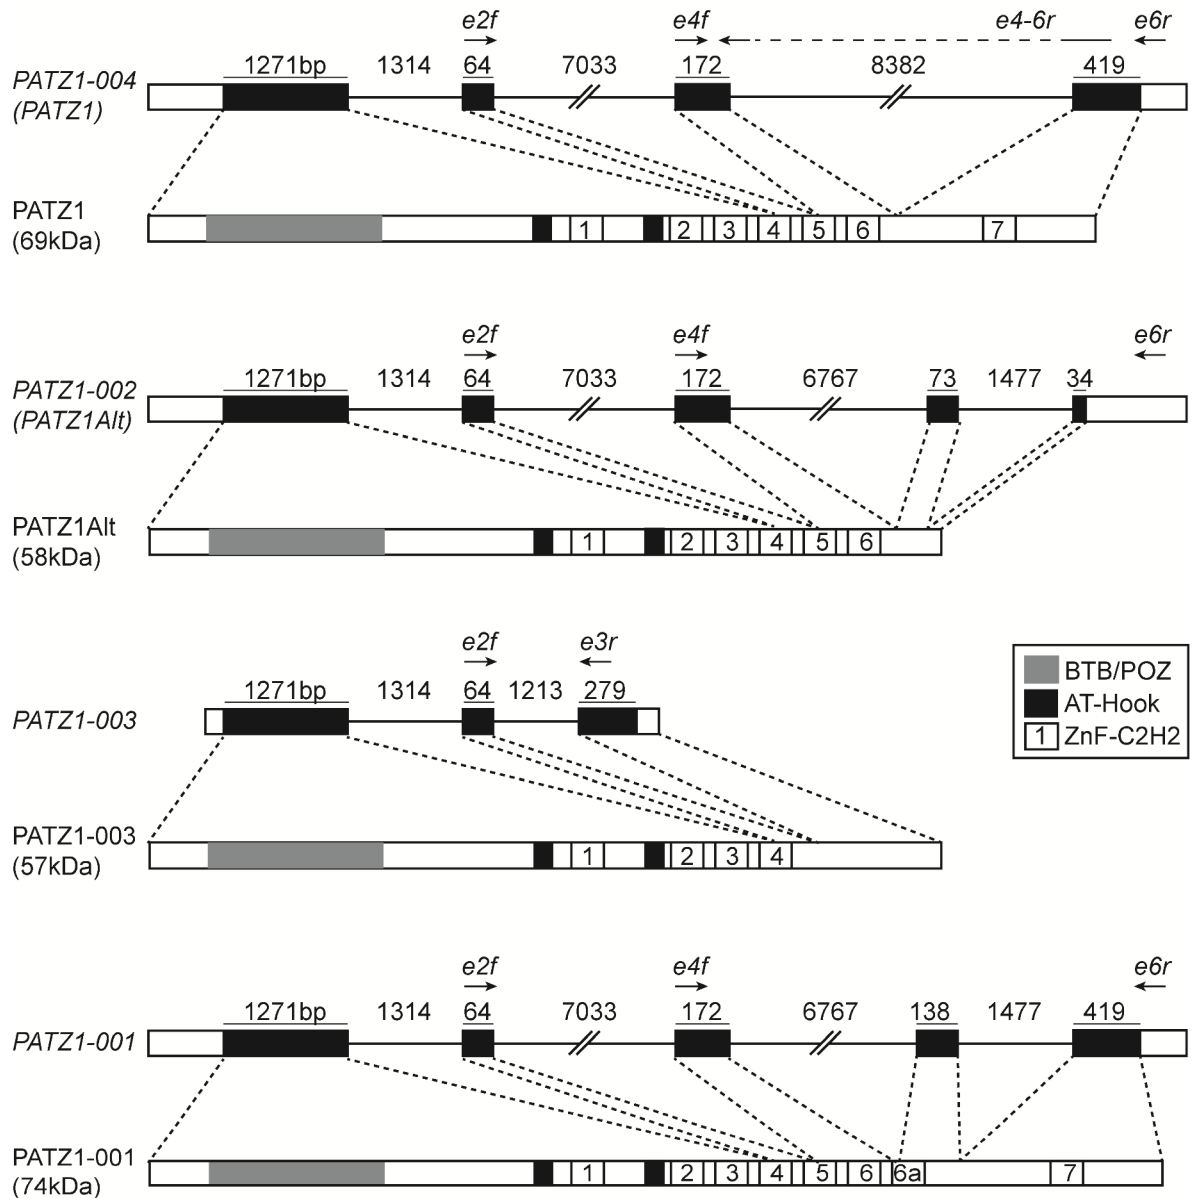 e2f e4f e4-6r e6r
1271bp 1314 64 7033 172 8382 419
PATZ1-004
(PATZ1)
PATZ1
(69kDa)
1 2 3 4 5 6 7
e2f e4f e6r
1271bp 1314 64 7033 172 6767 73 1477 34
PATZ1-002
(PATZ1Alt)
PATZ1Alt
(58kDa)
1 2 3 4 5 6
e2f e3r
1271bp 1314 64 1213 279
PATZ1-003
PATZ1-003
(57kDa)
1 2 3 4
BTB/POZ
AT-Hook
1 ZnF-C2H2
e2f e4f e6r
1271bp 1314 64 7033 172 6767 138 1477 419
PATZ1-001
PATZ1-001
(74kDa)
1 2 3 4 5 6 6a 7